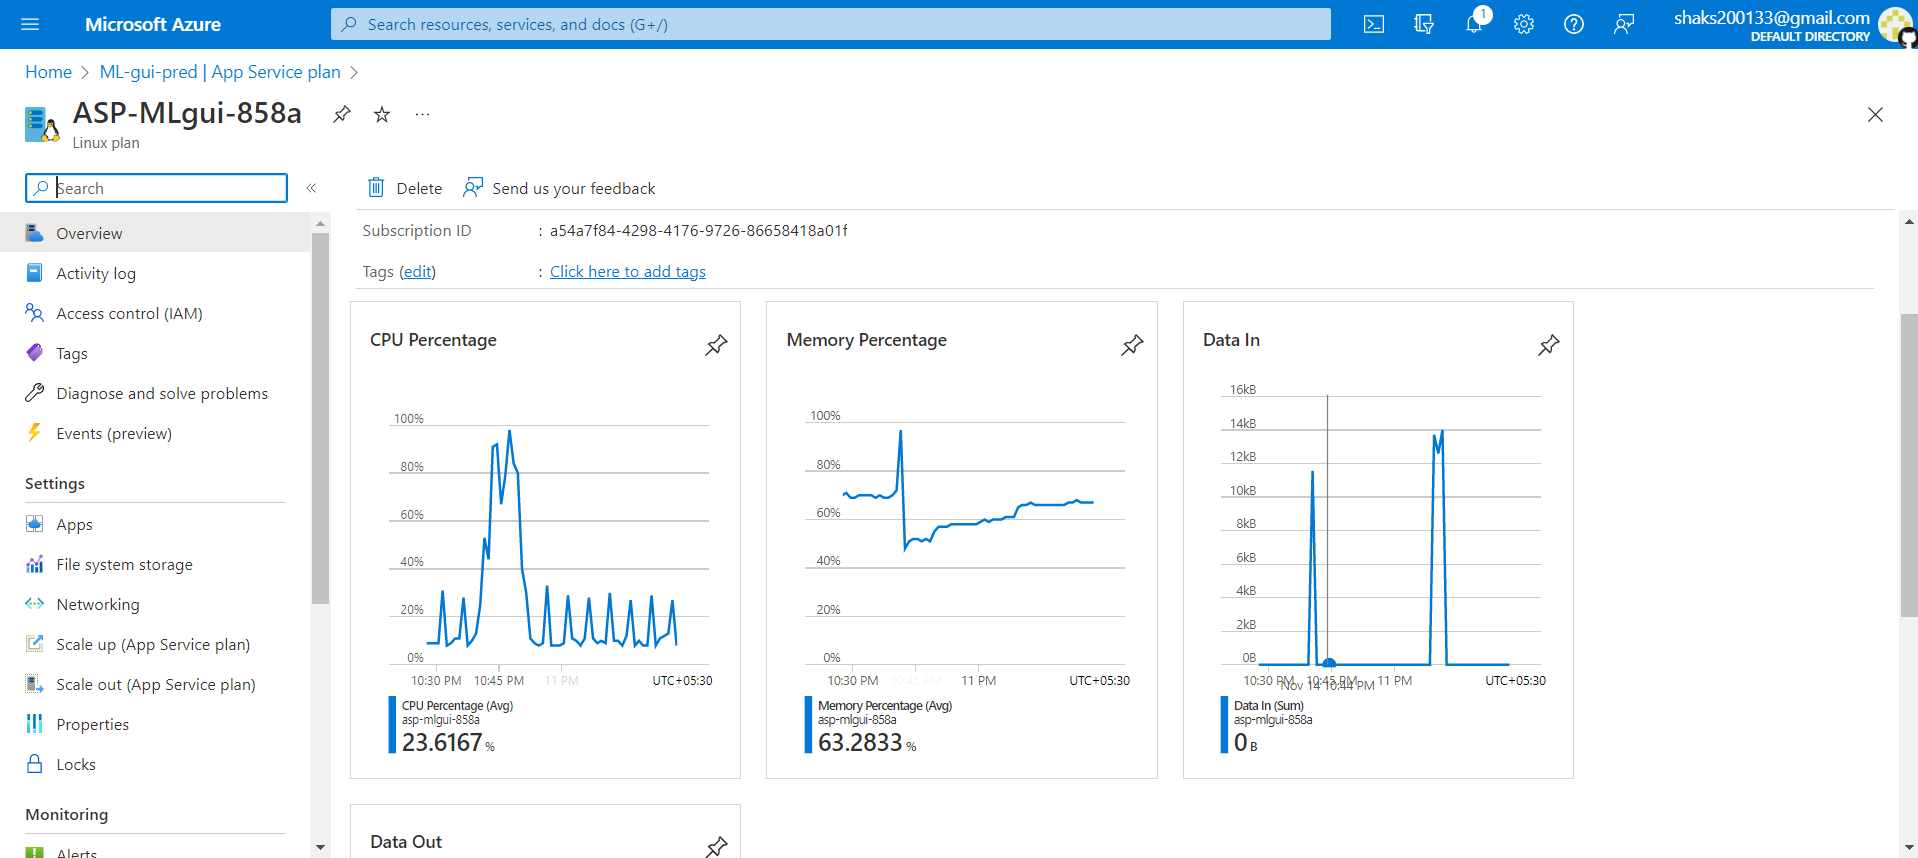 Microsoft Azure
Search resources, services, and docs (G+/)
1
shaks200133@gmail.com
DEFAULT DIRECTORY
Home > ML-gui-pred | App Service plan >
ASP-MLgui-858a
...
Linux plan
Search
«
Delete
Send us your feedback
Overview
Activity log
Access control (IAM)
Tags
Diagnose and solve problems
Events (preview)
Settings
Apps
File system storage
Networking
Scale up (App Service plan)
Scale out (App Service plan)
Properties
Locks
Monitoring
Alerts
Subscription ID : a54a7f84-4298-4176-9726-86658418a01f
Tags (edit) : Click here to add tags
CPU Percentage
100%
80%
60%
40%
20%
0%
10:30 PM 10:45 PM 11 PM UTC+05:30
CPU Percentage (Avg)
asp-mlgui-858a
23.6167 %
Memory Percentage
100%
80%
60%
40%
20%
0%
10:30 PM 10:45 PM 11 PM UTC+05:30
Memory Percentage (Avg)
asp-mlgui-858a
63.2833 %
Data In
16kB
14kB
12kB
10kB
8kB
6kB
4kB
2kB
0B
10:30 PM 10:45 PM 11 PM UTC+05:30
Nov 14 10:44 PM
Data In (Sum)
asp-mlgui-858a
0 B
Data Out